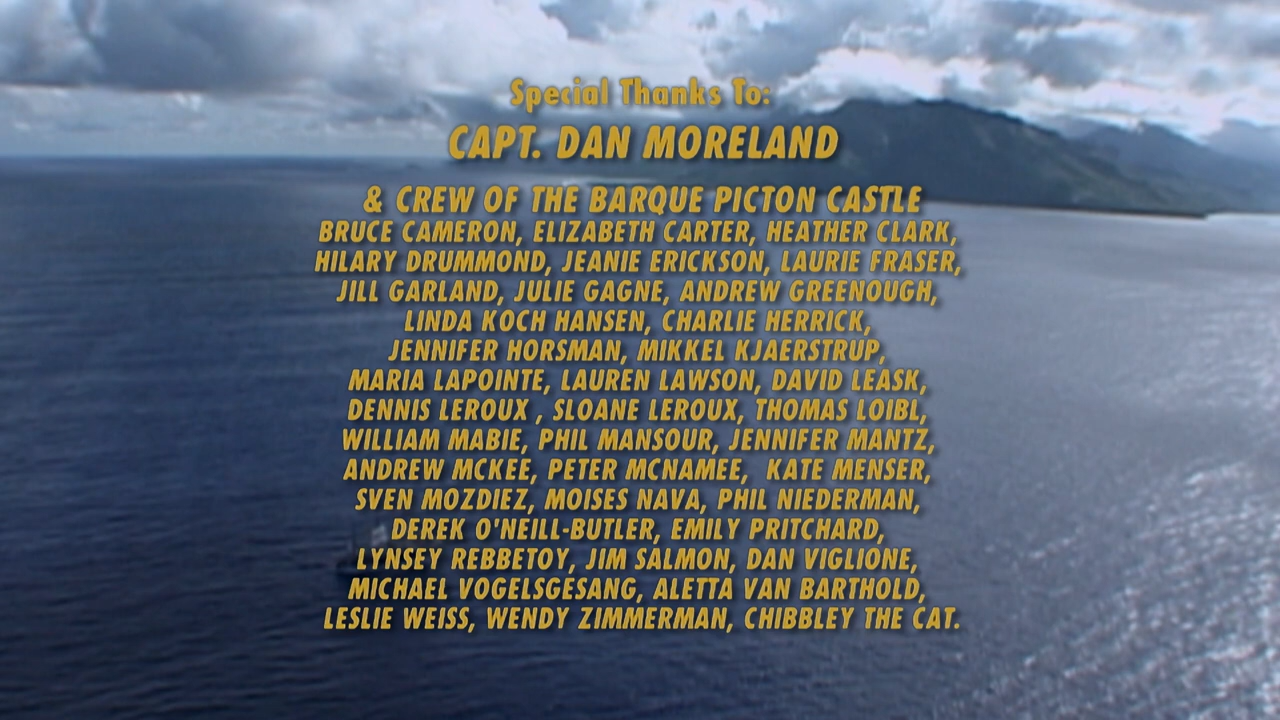 Special Thanks To:
CAPT. DAN MORELAND
& CREW OF THE BARQUE PICTON CASTLE
BRUCE CAMERON, ELIZABETH CARTER, HEATHER CLARK,
HILARY DRUMMOND, JEANIE ERICKSON, LAURIE FRASER,
JILL GARLAND, JULIE GAGNE, ANDREW GREENOUGH,
LINDA KOCH HANSEN, CHARLIE HERRICK,
JENNIFER HORSMAN, MIKKEL KJAERSTRUP,
MARIA LAPOINTE, LAUREN LAWSON, DAVID LEASK,
DENNIS LEROUX , SLOANE LEROUX, THOMAS LOIBL,
WILLIAM MABIE, PHIL MANSOUR, JENNIFER MANTZ,
ANDREW MCKEE, PETER MCNAMEE,  KATE MENSER,
SVEN MOZDIEZ, MOISES NAVA, PHIL NIEDERMAN,
DEREK O'NEILL-BUTLER, EMILY PRITCHARD,
LYNSEY REBBETOY, JIM SALMON, DAN VIGLIONE,
MICHAEL VOGELSGESANG, ALETTA VAN BARTHOLD,
LESLIE WEISS, WENDY ZIMMERMAN, CHIBBLEY THE CAT.